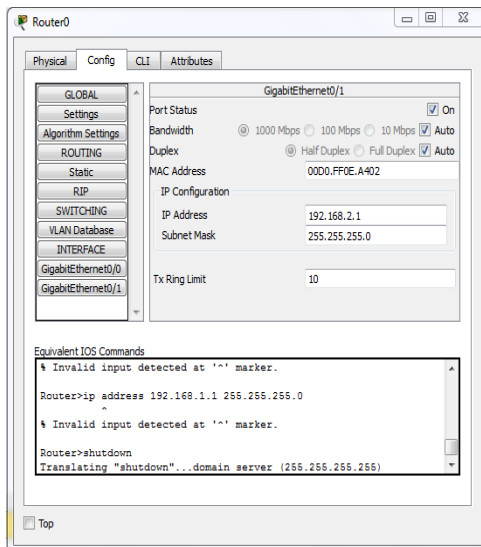 Router0
Physical Config CLI Attributes
GLOBAL
Settings
Algorithm Settings
ROUTING
Static
RIP
SWITCHING
VLAN Database
INTERFACE
GigabitEthernet0/0
GigabitEthernet0/1
GigabitEthernet0/1
Port Status On
Bandwidth 1000 Mbps 100 Mbps 10 Mbps Auto
Duplex Half Duplex Full Duplex Auto
MAC Address 00D0.FF0E.A402
IP Configuration
IP Address 192.168.2.1
Subnet Mask 255.255.255.0
Tx Ring Limit 10
Equivalent IOS Commands
% Invalid input detected at '^' marker.
Router>ip address 192.168.1.1 255.255.255.0
^
% Invalid input detected at '^' marker.
Router>shutdown
Translating "shutdown"...domain server (255.255.255.255)
Top